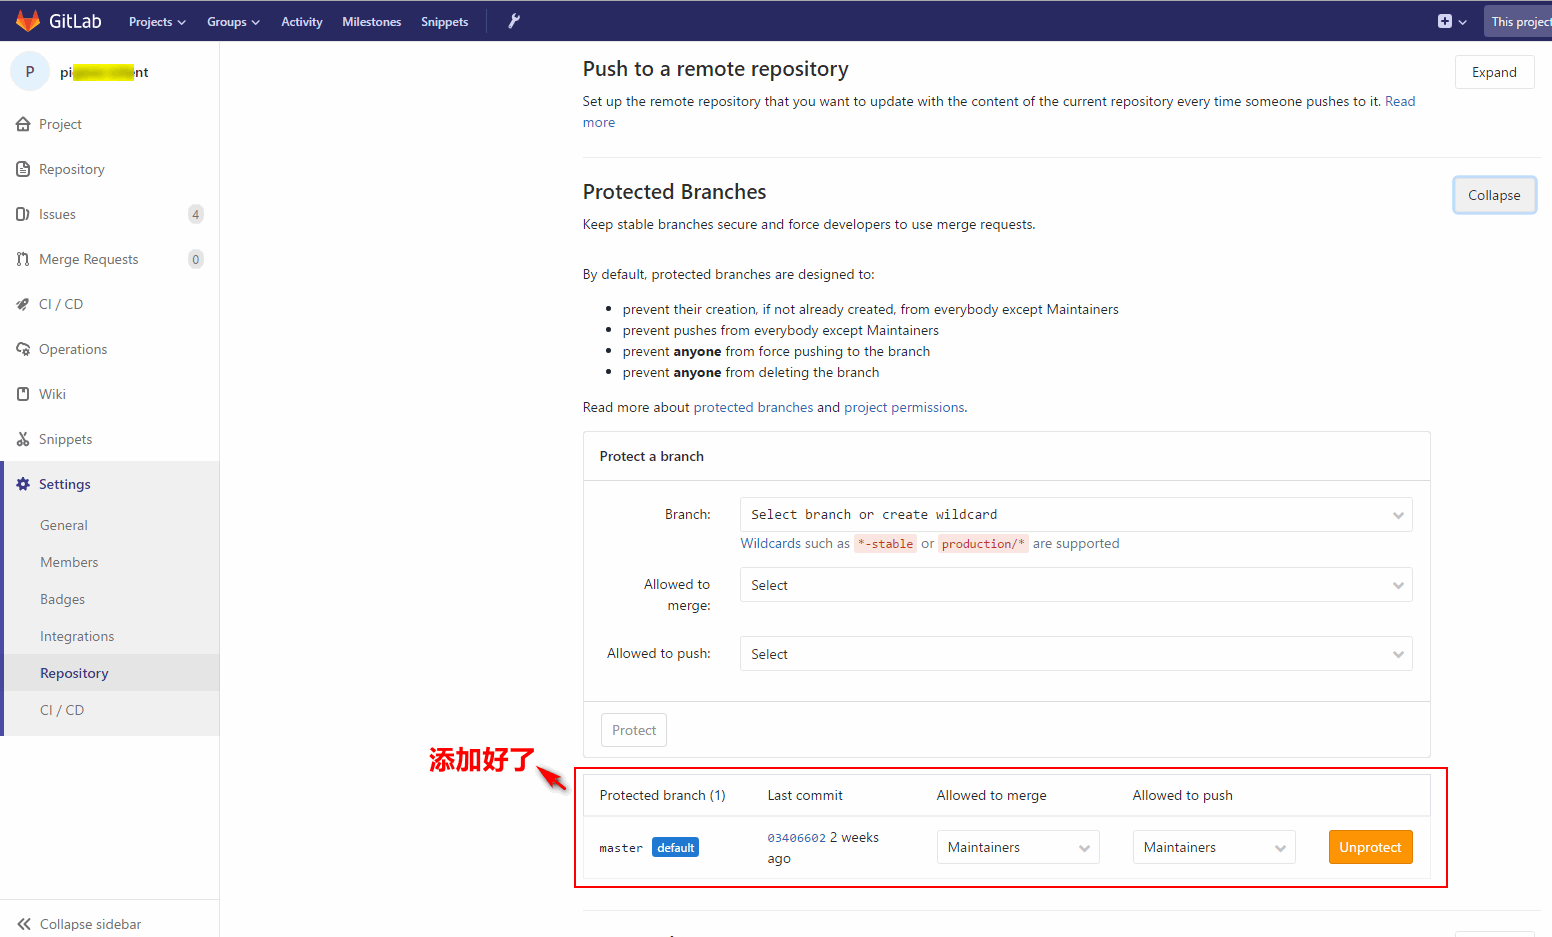 GitLab Projects Groups Activity Milestones Snippets This project
P
Project
Repository
Issues 4
Merge Requests 0
CI / CD
Operations
Wiki
Snippets
Settings
General
Members
Badges
Integrations
Repository
CI / CD
Collapse sidebar
Push to a remote repository
Expand
Set up the remote repository that you want to update with the content of the current repository every time someone pushes to it. Read
more
Protected Branches
Collapse
Keep stable branches secure and force developers to use merge requests.
By default, protected branches are designed to:
prevent their creation, if not already created, from everybody except Maintainers
prevent pushes from everybody except Maintainers
prevent anyone from force pushing to the branch
prevent anyone from deleting the branch
Read more about protected branches and project permissions.
Protect a branch
Branch: Select branch or create wildcard
Wildcards such as *-stable or production/* are supported
Allowed to
merge:
Select
Allowed to push: Select
Protect
添加好了
Protected branch (1) Last commit Allowed to merge Allowed to push
master default 03406602 2 weeks
ago
Maintainers Maintainers Unprotect